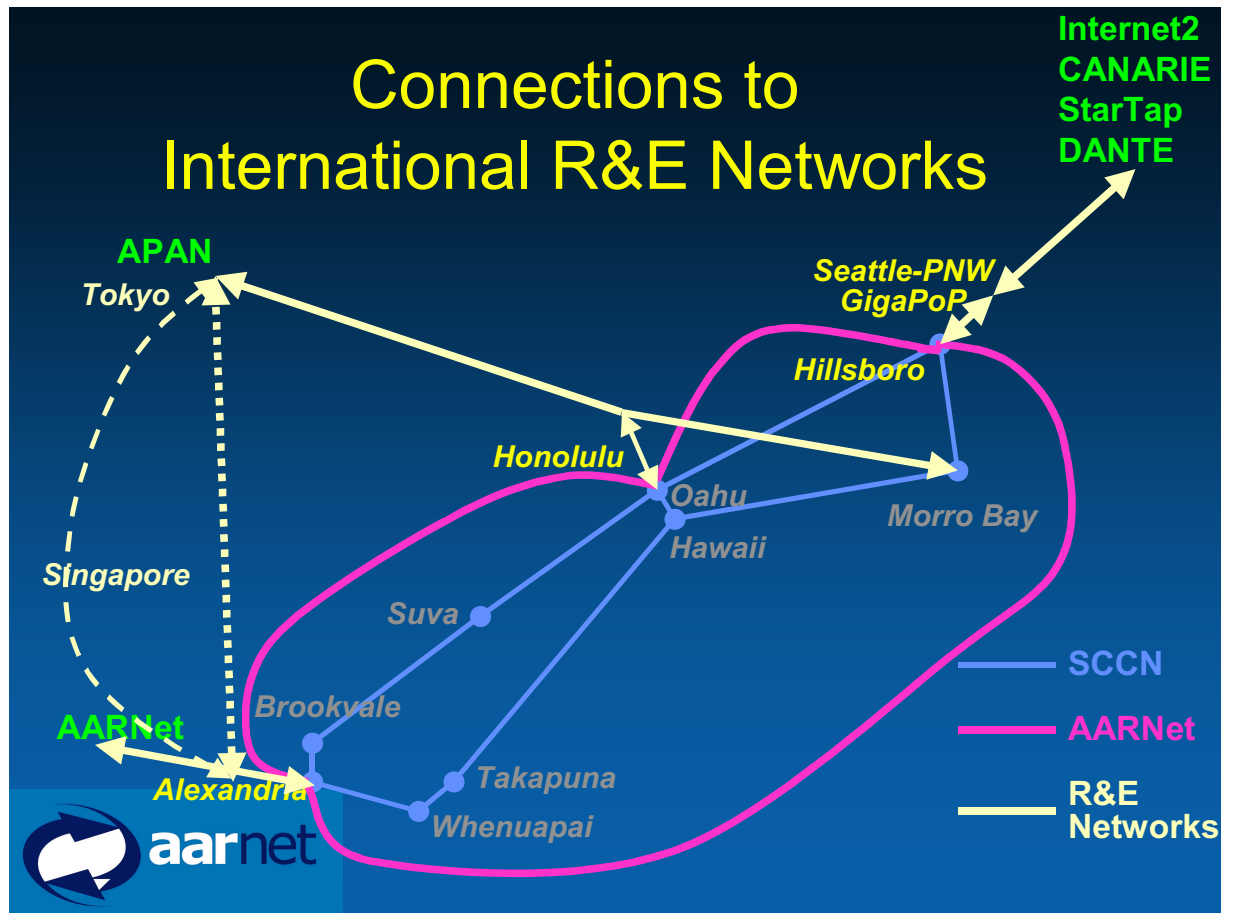 Connections to
International R&E Networks
Internet2
CANARIE
StarTap
DANTE
APAN
Tokyo
Seattle-PNW
GigaPoP
Hillsboro
Honolulu
Oahu
Hawaii
Morro Bay
Singapore
Suva
Brookvale
AARNet
Alexandria
Takapuna
Whenuapai
SCCN
AARNet
R&E
Networks
aarnet